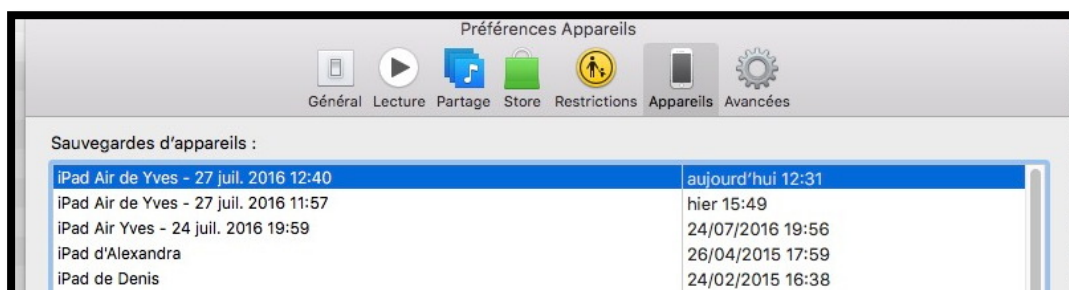 Préférences Appareils
Général Lecture Partage Store Restrictions Appareils Avancées
Sauvegardes d’appareils :
iPad Air de Yves - 27 juil. 2016 12:40 aujourd’hui 12:31
iPad Air de Yves - 27 juil. 2016 11:57 hier 15:49
iPad Air Yves - 24 juil. 2016 19:59 24/07/2016 19:56
iPad d'Alexandra 26/04/2015 17:59
iPad de Denis 24/02/2015 16:38